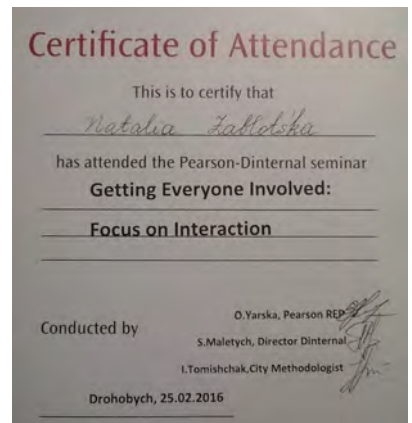 Certificate of Attendance
This is to certify that
Natalia Zablotska
has attended the Pearson-Dinternal seminar
Getting Everyone Involved:
Focus on Interaction
O.Yarska, Pearson REP
Conducted by
S.Maletych, Director Dinternal
I.Tomishchak,City Methodologist
Drohobych, 25.02.2016